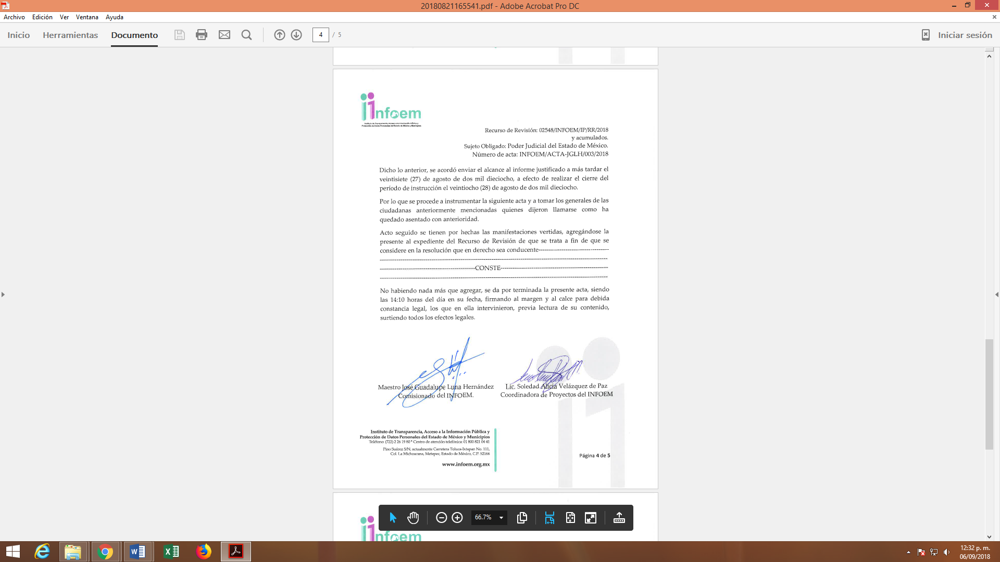 20180821165541.pdf - Adobe Acrobat Pro DC
Archivo Edición Ver Ventana Ayuda
Inicio Herramientas Documento 4 / 5 Iniciar sesión
infoem
Instituto de Transparencia, Acceso a la Información Pública y
Protección de Datos Personales del Estado de México y Municipios
Recurso de Revisión: 02548/INFOEM/IP/RR/2018
y acumulados.
Sujeto Obligado: Poder Judicial del Estado de México.
Número de acta: INFOEM/ACTA-JGLH/003/2018
Dicho lo anterior, se acordó enviar el alcance al informe justificado a más tardar el
veintisiete (27) de agosto de dos mil dieciocho, a efecto de realizar el cierre del
período de instrucción el veintiocho (28) de agosto de dos mil dieciocho.
Por lo que se procede a instrumentar la siguiente acta y a tomar los generales de las
ciudadanas anteriormente mencionadas quienes dijeron llamarse como ha
quedado asentado con anterioridad.
Acto seguido se tienen por hechas las manifestaciones vertidas, agregándose la
presente al expediente del Recurso de Revisión de que se trata a fin de que se
considere en la resolución que en derecho sea conducente----------------------------------
--------------------------------------------------------------------------------------------------------------
----------------------------------------------CONSTE----------------------------------------------------
--------------------------------------------------------------------------------------------------------------
No habiendo nada más que agregar, se da por terminada la presente acta, siendo
las 14:10 horas del día en su fecha, firmando al margen y al calce para debida
constancia legal, los que en ella intervinieron, previa lectura de su contenido,
surtiendo todos los efectos legales.
Maestro José Guadalupe Luna Hernández
Comisionado del INFOEM.
Lic. Soledad Alicia Velázquez de Paz
Coordinadora de Proyectos del INFOEM
Instituto de Transparencia, Acceso a la Información Pública y
Protección de Datos Personales del Estado de México y Municipios
Teléfono: (722) 2 26 19 80 * Centro de atención telefónica: 01 800 821 04 41
Pino Suárez S/N, actualmente Carretera Toluca-Ixtapan No. 111,
Col. La Michoacana, Metepec, Estado de México, C.P. 52166
www.infoem.org.mx
Página 4 de 5
infoem
66.7%
12:32 p. m.
06/09/2018